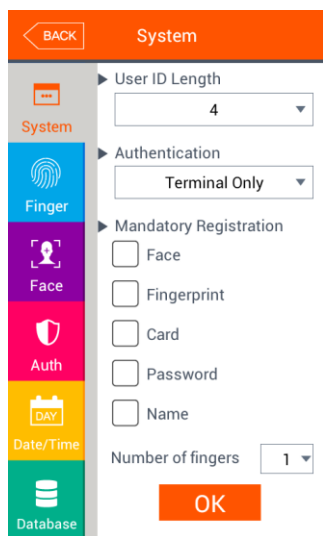 BACK
System
System
Finger
Face
Auth
DAY
Date/Time
Database
User ID Length
4
Authentication
Terminal Only
Mandatory Registration
Face
Fingerprint
Card
Password
Name
Number of fingers 1
OK